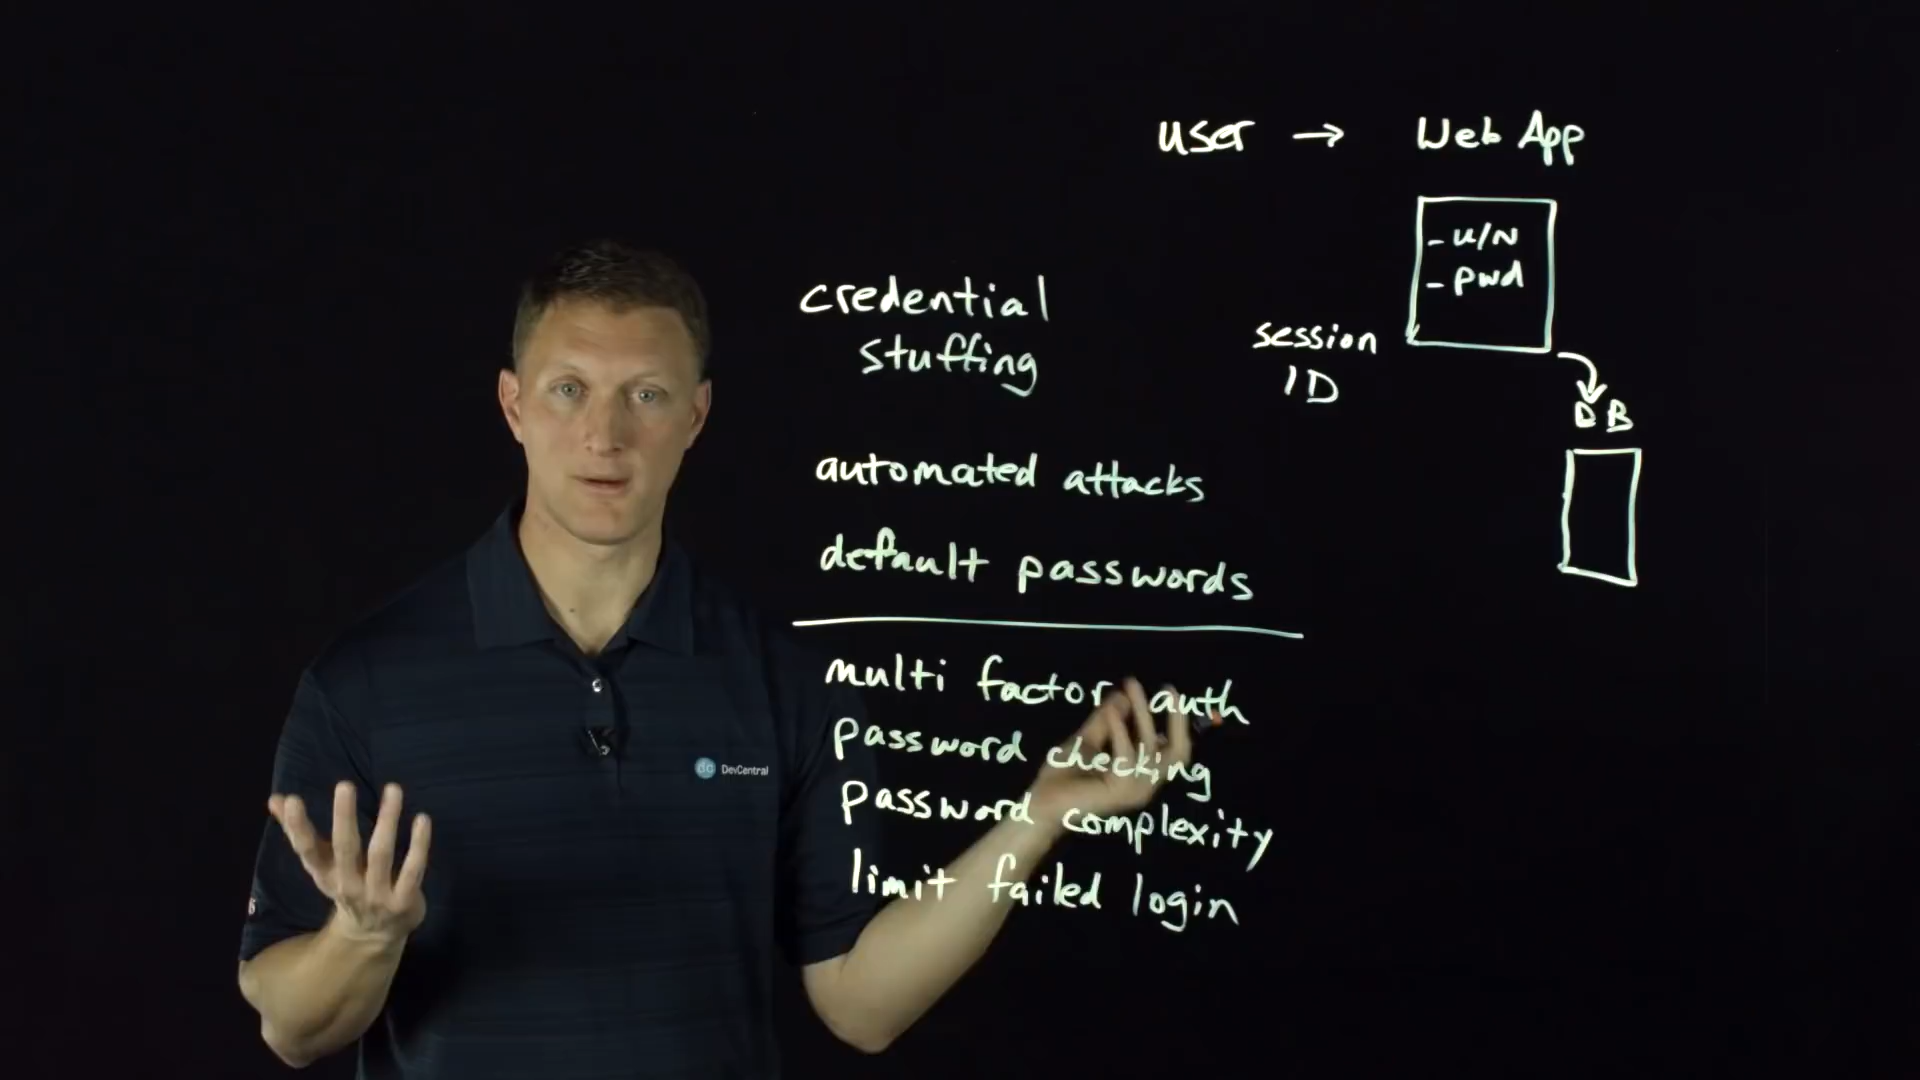 user → Web App
- U/N
- pwd
session
ID
DB
credential
stuffing
automated attacks
default passwords
multi factor auth
password checking
password complexity
limit failed login
dc DevCentral